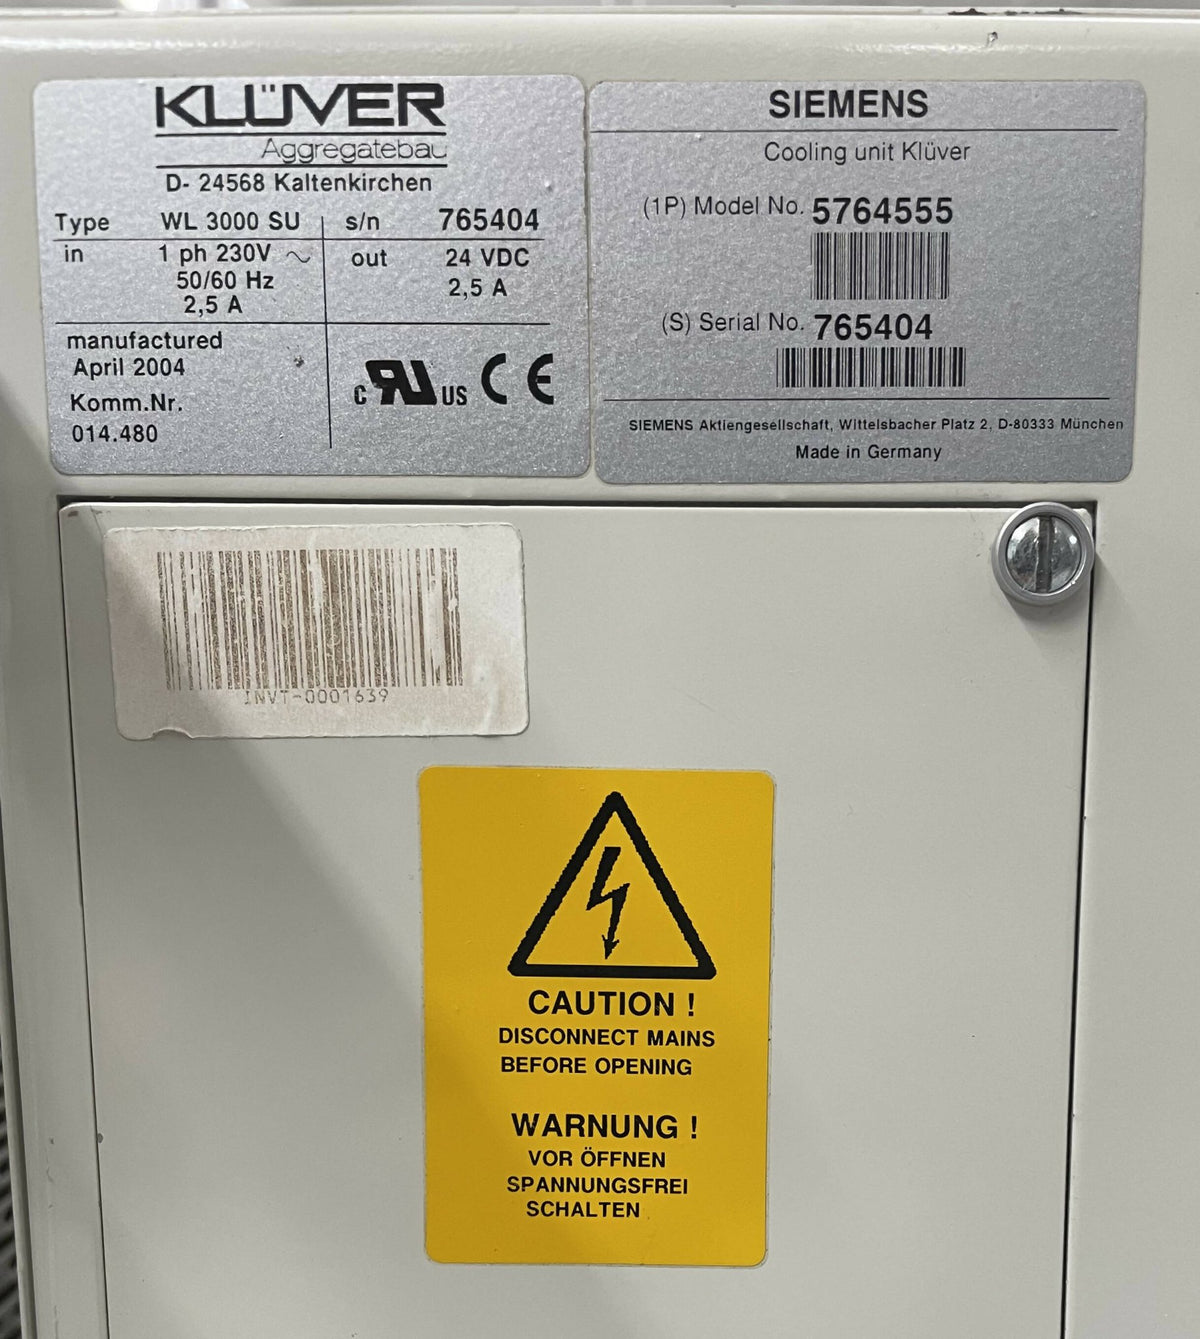 KLÜVER
Aggregatebau
D- 24568 Kaltenkirchen
Type WL 3000 SU s/n 765404
in 1 ph 230V ~ out 24 VDC
50/60 Hz 2,5 A
2,5 A
manufactured
April 2004
Komm.Nr.
014.480
c RU US CE
SIEMENS
Cooling unit Klüver
(1P) Model No. 5764555
(S) Serial No. 765404
SIEMENS Aktiengesellschaft, Wittelsbacher Platz 2, D-80333 München
Made in Germany
INVT-0001639
CAUTION !
DISCONNECT MAINS
BEFORE OPENING
WARNUNG !
VOR ÖFFNEN
SPANNUNGSFREI
SCHALTEN